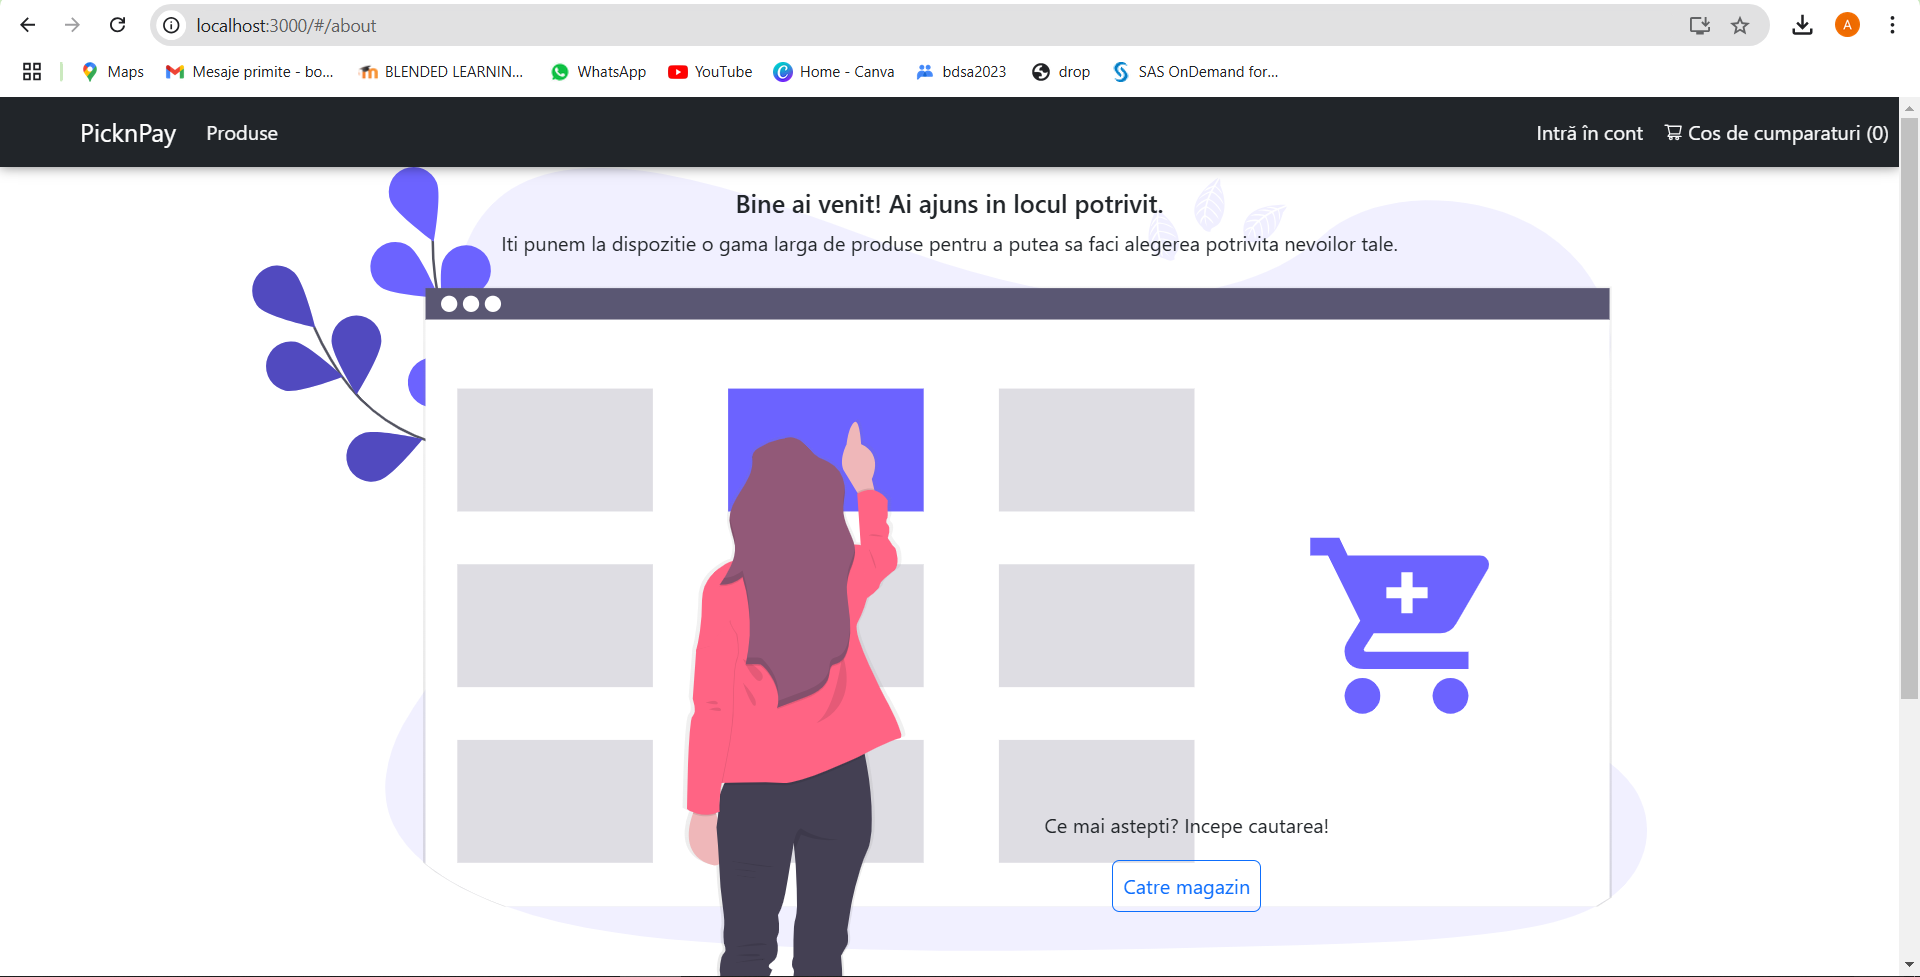 localhost:3000/#/about
A
Maps
Mesaje primite - bo...
BLENDED LEARNIN...
WhatsApp
YouTube
Home - Canva
bdsa2023
drop
SAS OnDemand for...
PicknPay
Produse
Intră în cont
Cos de cumparaturi (0)
Bine ai venit! Ai ajuns in locul potrivit.
Iti punem la dispozitie o gama larga de produse pentru a putea sa faci alegerea potrivita nevoilor tale.
Ce mai astepti? Incepe cautarea!
Catre magazin